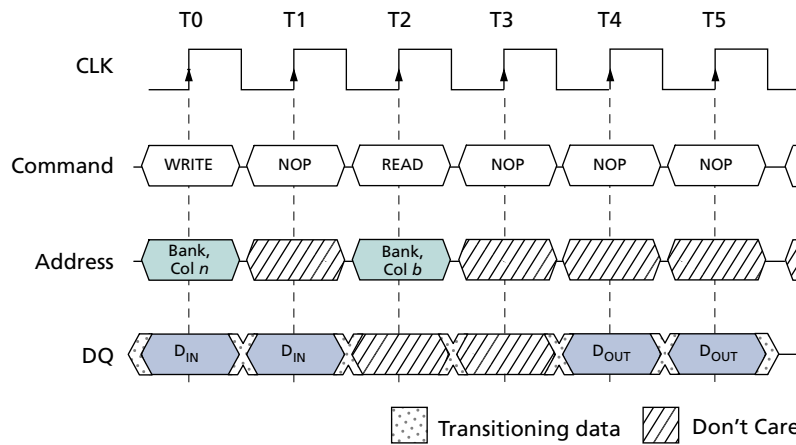 T0 T1 T2 T3 T4 T5
CLK
Command WRITE NOP READ NOP NOP NOP
Address Bank, Col n Bank, Col b
DQ DIN DIN DOUT DOUT
Transitioning data Don't Care